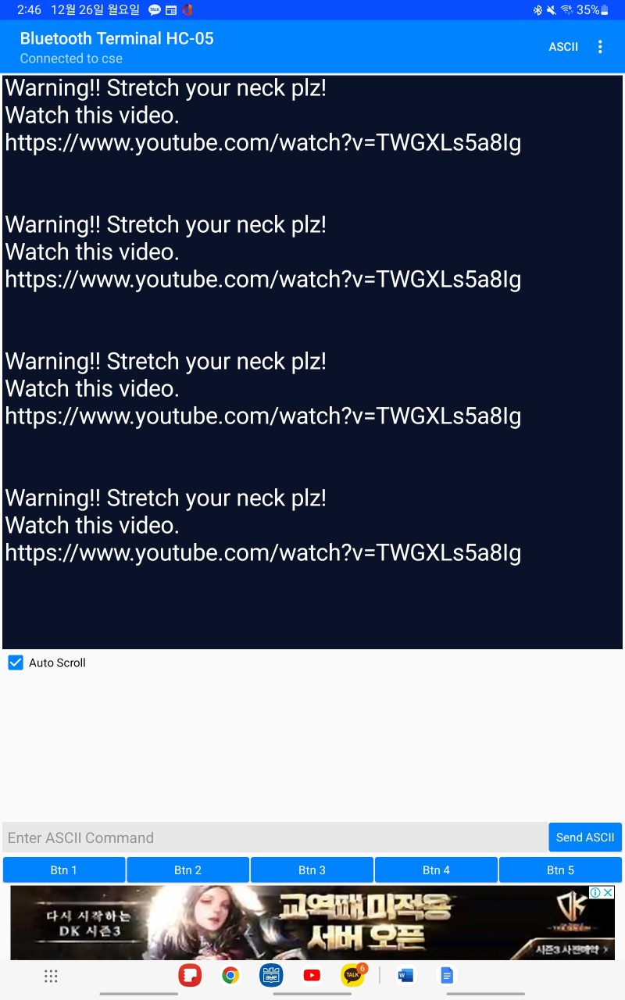 2:46 12월 26일 월요일 TALK 35%
Bluetooth Terminal HC-05
Connected to cse
ASCII
Warning!! Stretch your neck plz!
Watch this video.
https://www.youtube.com/watch?v=TWGXLs5a8Ig
Warning!! Stretch your neck plz!
Watch this video.
https://www.youtube.com/watch?v=TWGXLs5a8Ig
Warning!! Stretch your neck plz!
Watch this video.
https://www.youtube.com/watch?v=TWGXLs5a8Ig
Warning!! Stretch your neck plz!
Watch this video.
https://www.youtube.com/watch?v=TWGXLs5a8Ig
Auto Scroll
Enter ASCII Command
Send ASCII
Btn 1 Btn 2 Btn 3 Btn 4 Btn 5
다시 시작하는
DK 시즌3
교역패 미적용
서버 오픈
DK
시즌3 사전예약 >
TALK 6
W